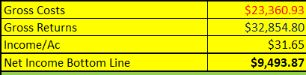 Gross Costs $23,360.93
Gross Returns $32,854.80
Income/Ac $31.65
Net Income Bottom Line $9,493.87